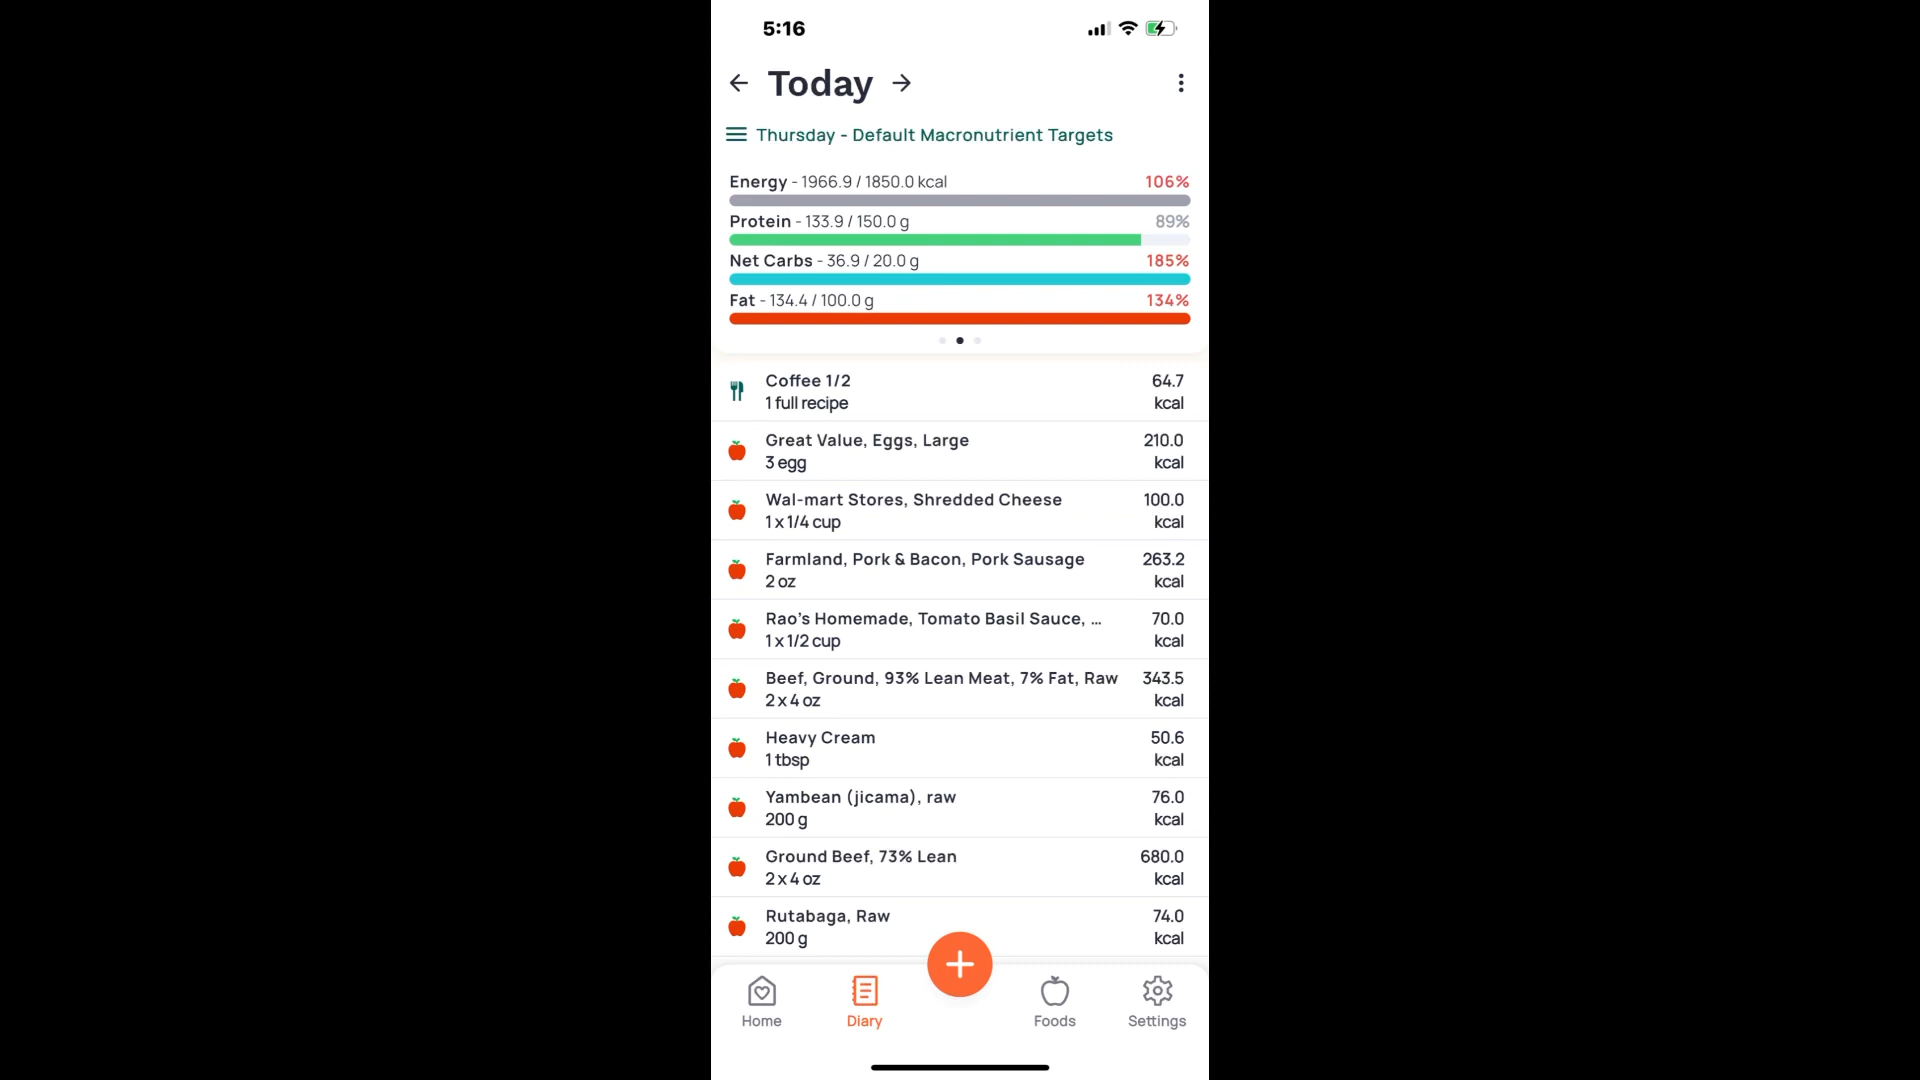 5:16
Today
Thursday - Default Macronutrient Targets
Energy - 1966.9 / 1850.0 kcal 106%
Protein - 133.9 / 150.0 g 89%
Net Carbs - 36.9 / 20.0 g 185%
Fat - 134.4 / 100.0 g 134%
Coffee 1/2 64.7
1 full recipe kcal
Great Value, Eggs, Large 210.0
3 egg kcal
Wal-mart Stores, Shredded Cheese 100.0
1 x 1/4 cup kcal
Farmland, Pork & Bacon, Pork Sausage 263.2
2 oz kcal
Rao's Homemade, Tomato Basil Sauce, ... 70.0
1 x 1/2 cup kcal
Beef, Ground, 93% Lean Meat, 7% Fat, Raw 343.5
2 x 4 oz kcal
Heavy Cream 50.6
1 tbsp kcal
Yambean (jicama), raw 76.0
200 g kcal
Ground Beef, 73% Lean 680.0
2 x 4 oz kcal
Rutabaga, Raw 74.0
200 g kcal
Home Diary Foods Settings